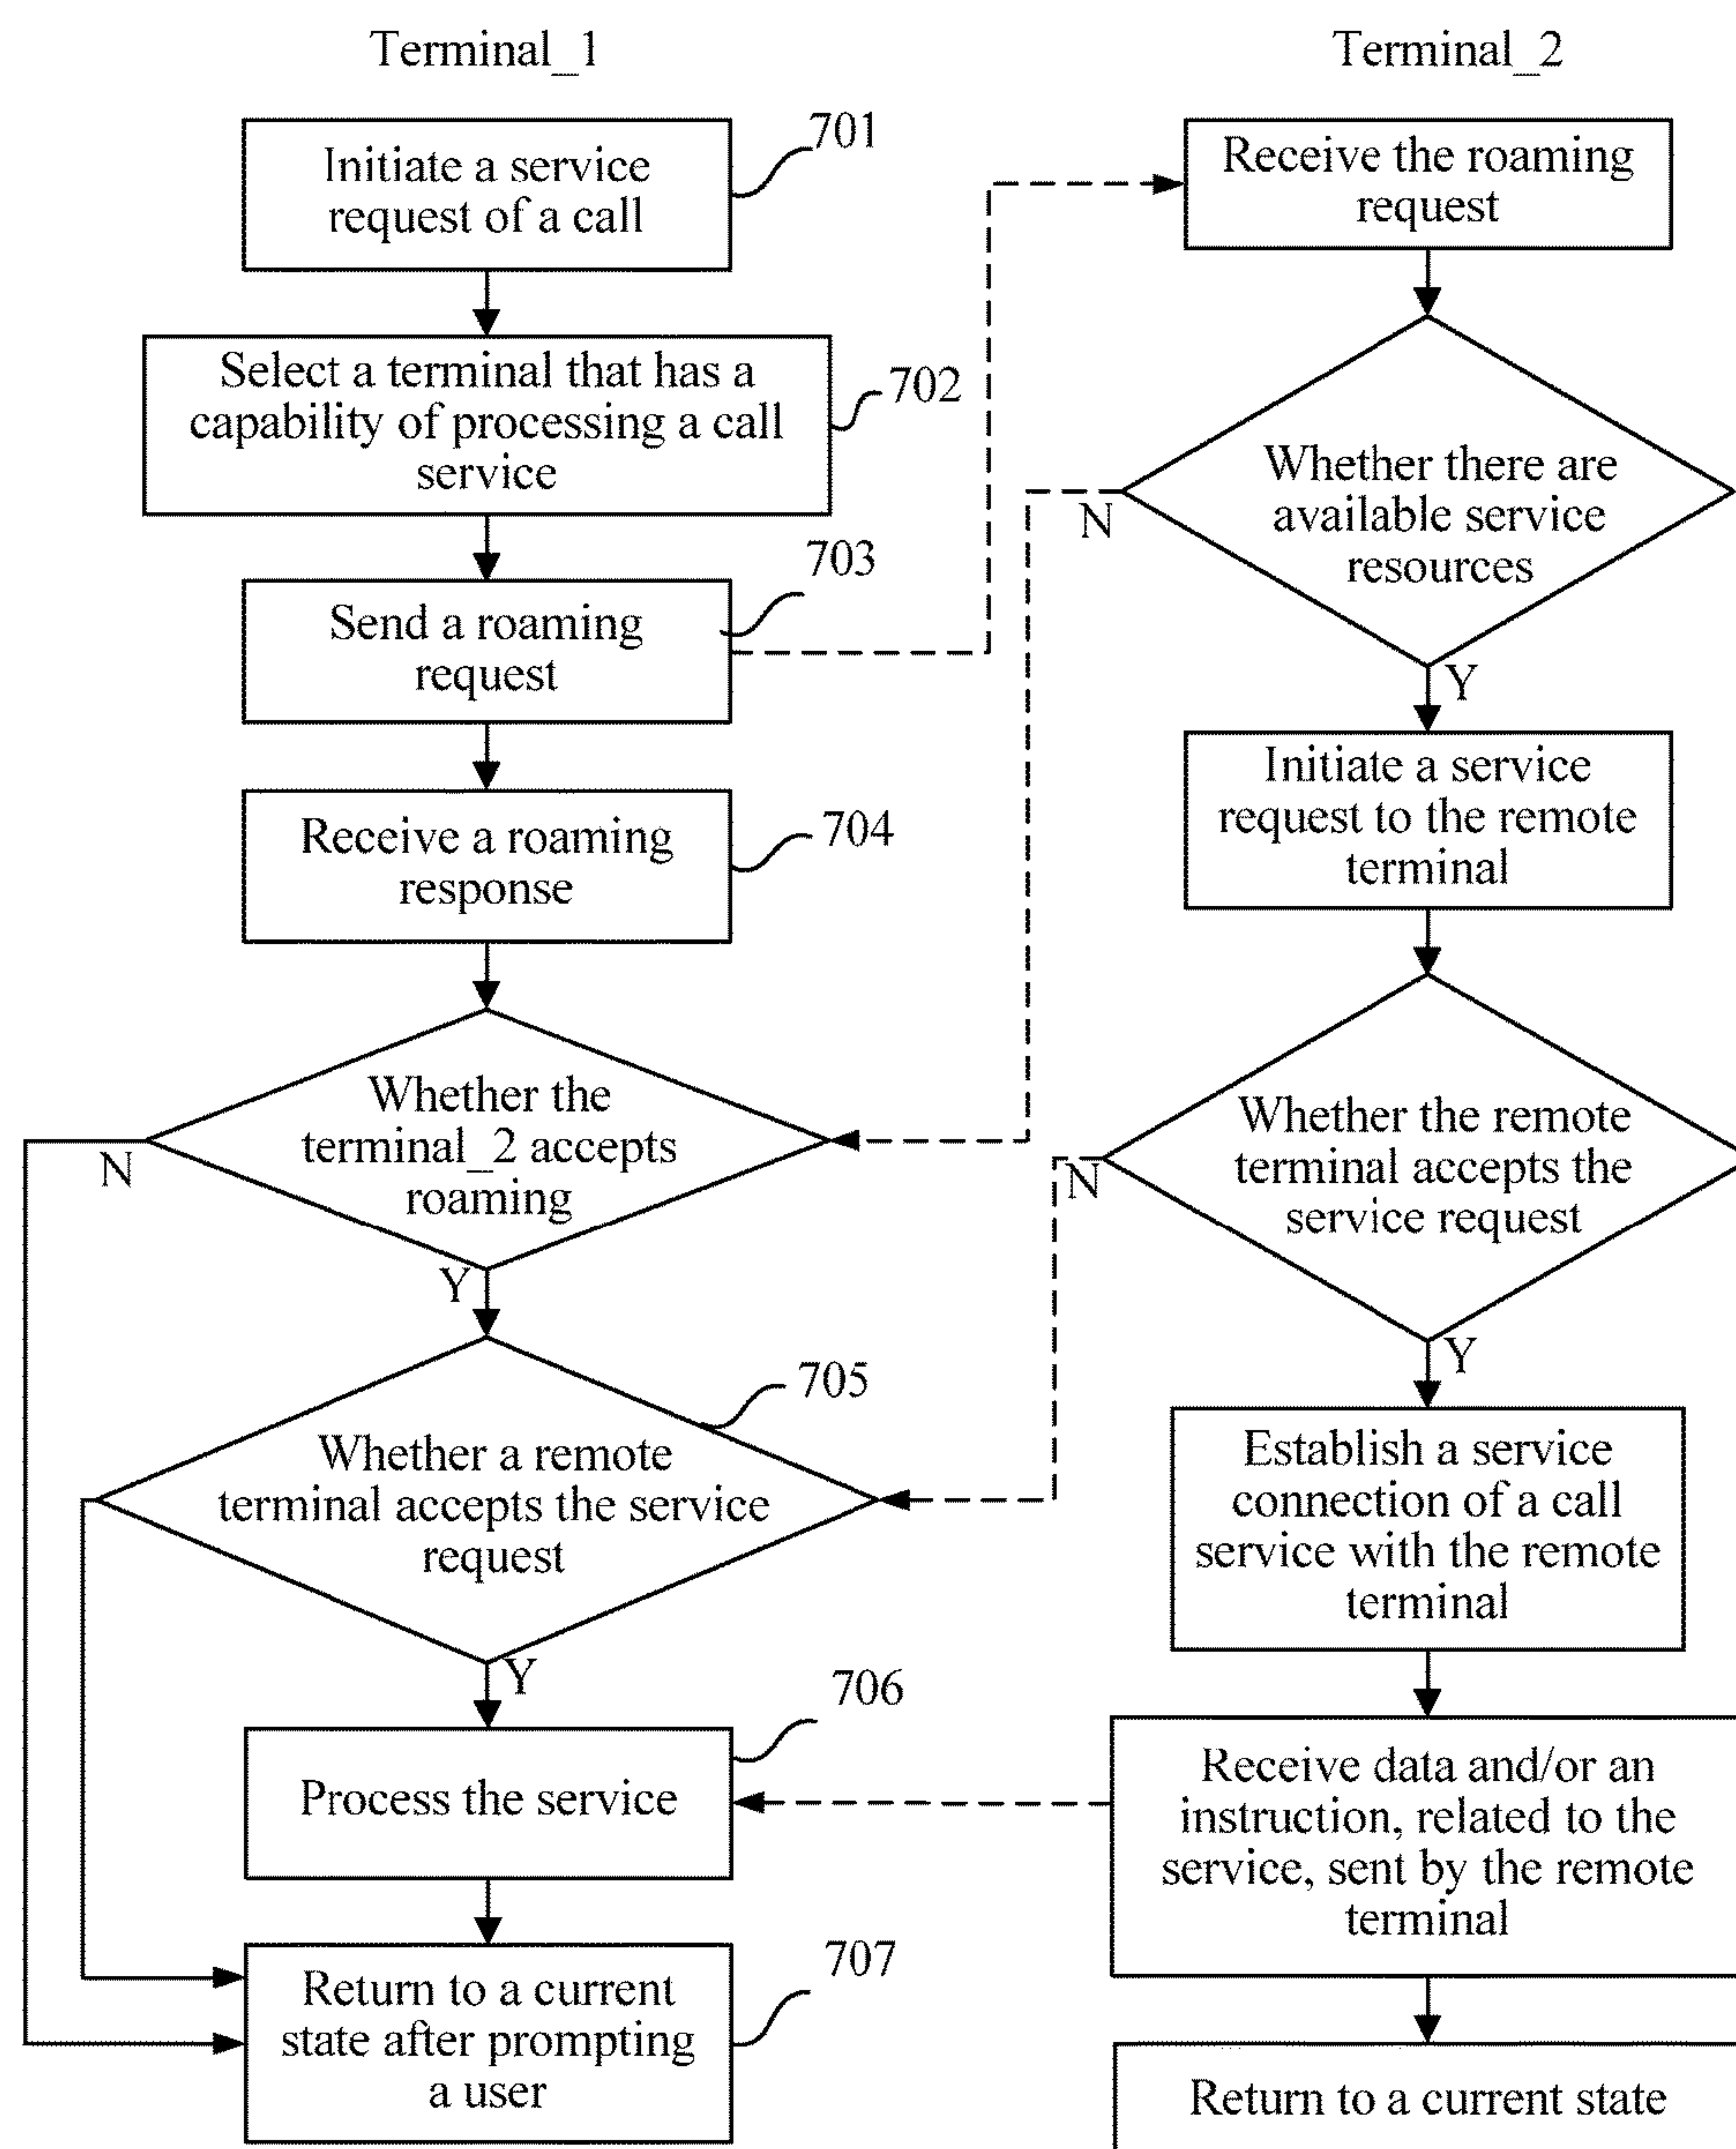 Terminal_1
Terminal_2
Initiate a service
request of a call
701
Select a terminal that has a
capability of processing a call
service
702
Send a roaming
request
703
Receive a roaming
response
704
Whether the
terminal_2 accepts
roaming
N
Y
Whether a remote
terminal accepts the service
request
705
Y
Process the service
706
Return to a current
state after prompting
a user
707
Receive the roaming
request
Whether there are
available service
resources
N
Y
Initiate a service
request to the remote
terminal
Whether the remote
terminal accepts the
service request
N
Y
Establish a service
connection of a call
service with the remote
terminal
Receive data and/or an
instruction, related to the
service, sent by the remote
terminal
Return to a current state